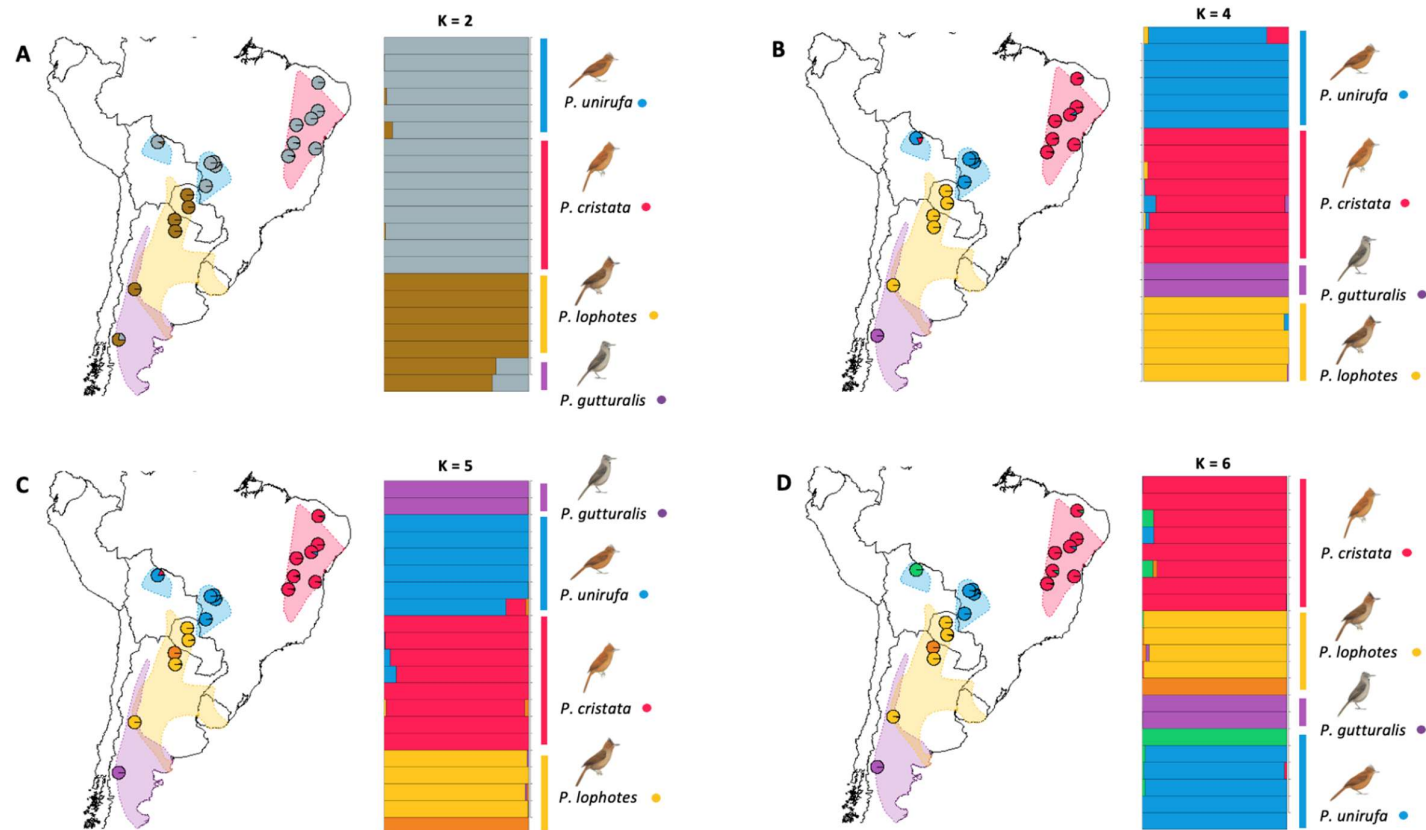 A
K = 2
P. unirufa
P. cristata
P. lophotes
P. gutturalis
B
K = 4
P. unirufa
P. cristata
P. gutturalis
P. lophotes
C
K = 5
P. gutturalis
P. unirufa
P. cristata
P. lophotes
D
K = 6
P. cristata
P. lophotes
P. gutturalis
P. unirufa